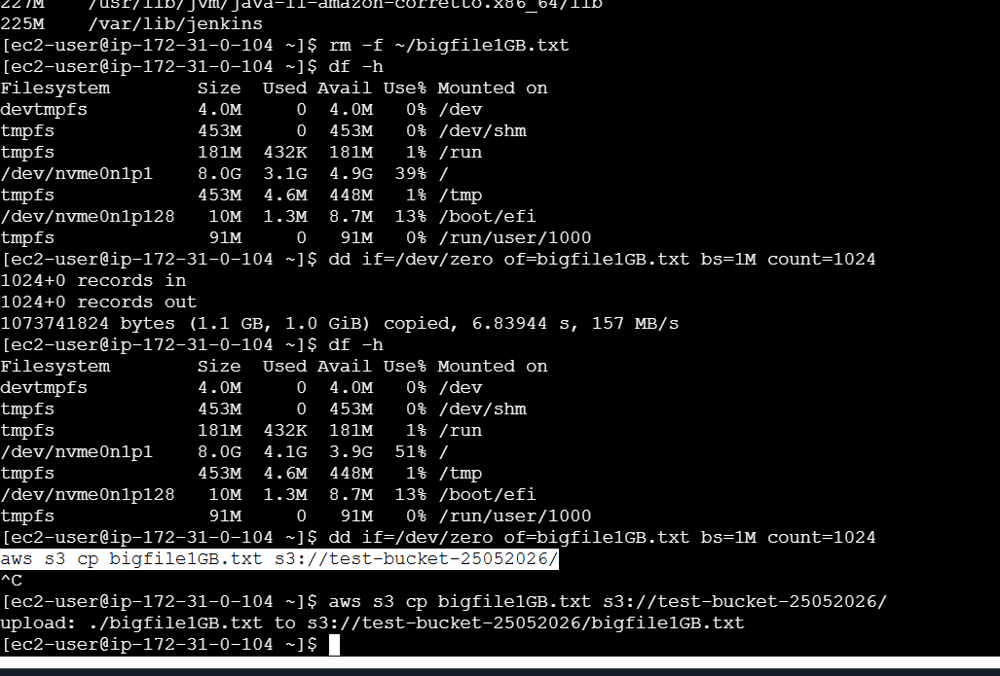 227M    /usr/lib/jvm/java-11-amazon-corretto.x86_64/lib
225M    /var/lib/jenkins
[ec2-user@ip-172-31-0-104 ~]$ rm -f ~/bigfile1GB.txt
[ec2-user@ip-172-31-0-104 ~]$ df -h
Filesystem        Size  Used Avail Use% Mounted on
devtmpfs          4.0M     0  4.0M   0% /dev
tmpfs             453M     0  453M   0% /dev/shm
tmpfs             181M  432K  181M   1% /run
/dev/nvme0n1p1    8.0G  3.1G  4.9G  39% /
tmpfs             453M  4.6M  448M   1% /tmp
/dev/nvme0n1p128   10M  1.3M  8.7M  13% /boot/efi
tmpfs              91M     0   91M   0% /run/user/1000
[ec2-user@ip-172-31-0-104 ~]$ dd if=/dev/zero of=bigfile1GB.txt bs=1M count=1024
1024+0 records in
1024+0 records out
1073741824 bytes (1.1 GB, 1.0 GiB) copied, 6.83944 s, 157 MB/s
[ec2-user@ip-172-31-0-104 ~]$ df -h
Filesystem        Size  Used Avail Use% Mounted on
devtmpfs          4.0M     0  4.0M   0% /dev
tmpfs             453M     0  453M   0% /dev/shm
tmpfs             181M  432K  181M   1% /run
/dev/nvme0n1p1    8.0G  4.1G  3.9G  51% /
tmpfs             453M  4.6M  448M   1% /tmp
/dev/nvme0n1p128   10M  1.3M  8.7M  13% /boot/efi
tmpfs              91M     0   91M   0% /run/user/1000
[ec2-user@ip-172-31-0-104 ~]$ dd if=/dev/zero of=bigfile1GB.txt bs=1M count=1024
aws s3 cp bigfile1GB.txt s3://test-bucket-25052026/
^C
[ec2-user@ip-172-31-0-104 ~]$ aws s3 cp bigfile1GB.txt s3://test-bucket-25052026/
upload: ./bigfile1GB.txt to s3://test-bucket-25052026/bigfile1GB.txt
[ec2-user@ip-172-31-0-104 ~]$